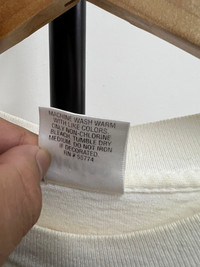 MACHINE WASH WARM
WITH LIKE COLORS.
ONLY NON-CHLORINE
BLEACH. TUMBLE DRY
MEDIUM. DO NOT IRON
IF DECORATED.
RN # 50774